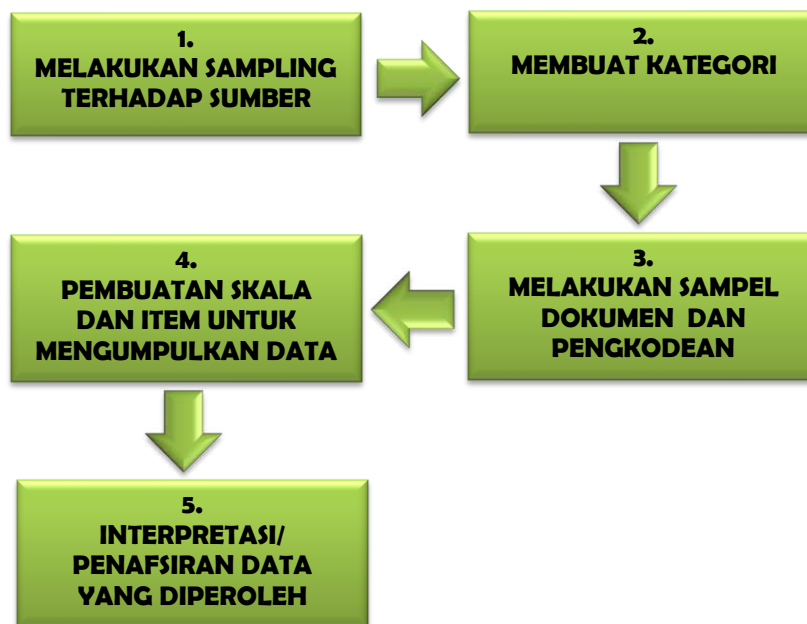 1.
MELAKUKAN SAMPLING
TERHADAP SUMBER
2.
MEMBUAT KATEGORI
3.
MELAKUKAN SAMPEL
DOKUMEN DAN
PENGKODEAN
4.
PEMBUATAN SKALA
DAN ITEM UNTUK
MENGUMPULKAN DATA
5.
INTERPRETASI/
PENAFSIRAN DATA
YANG DIPEROLEH